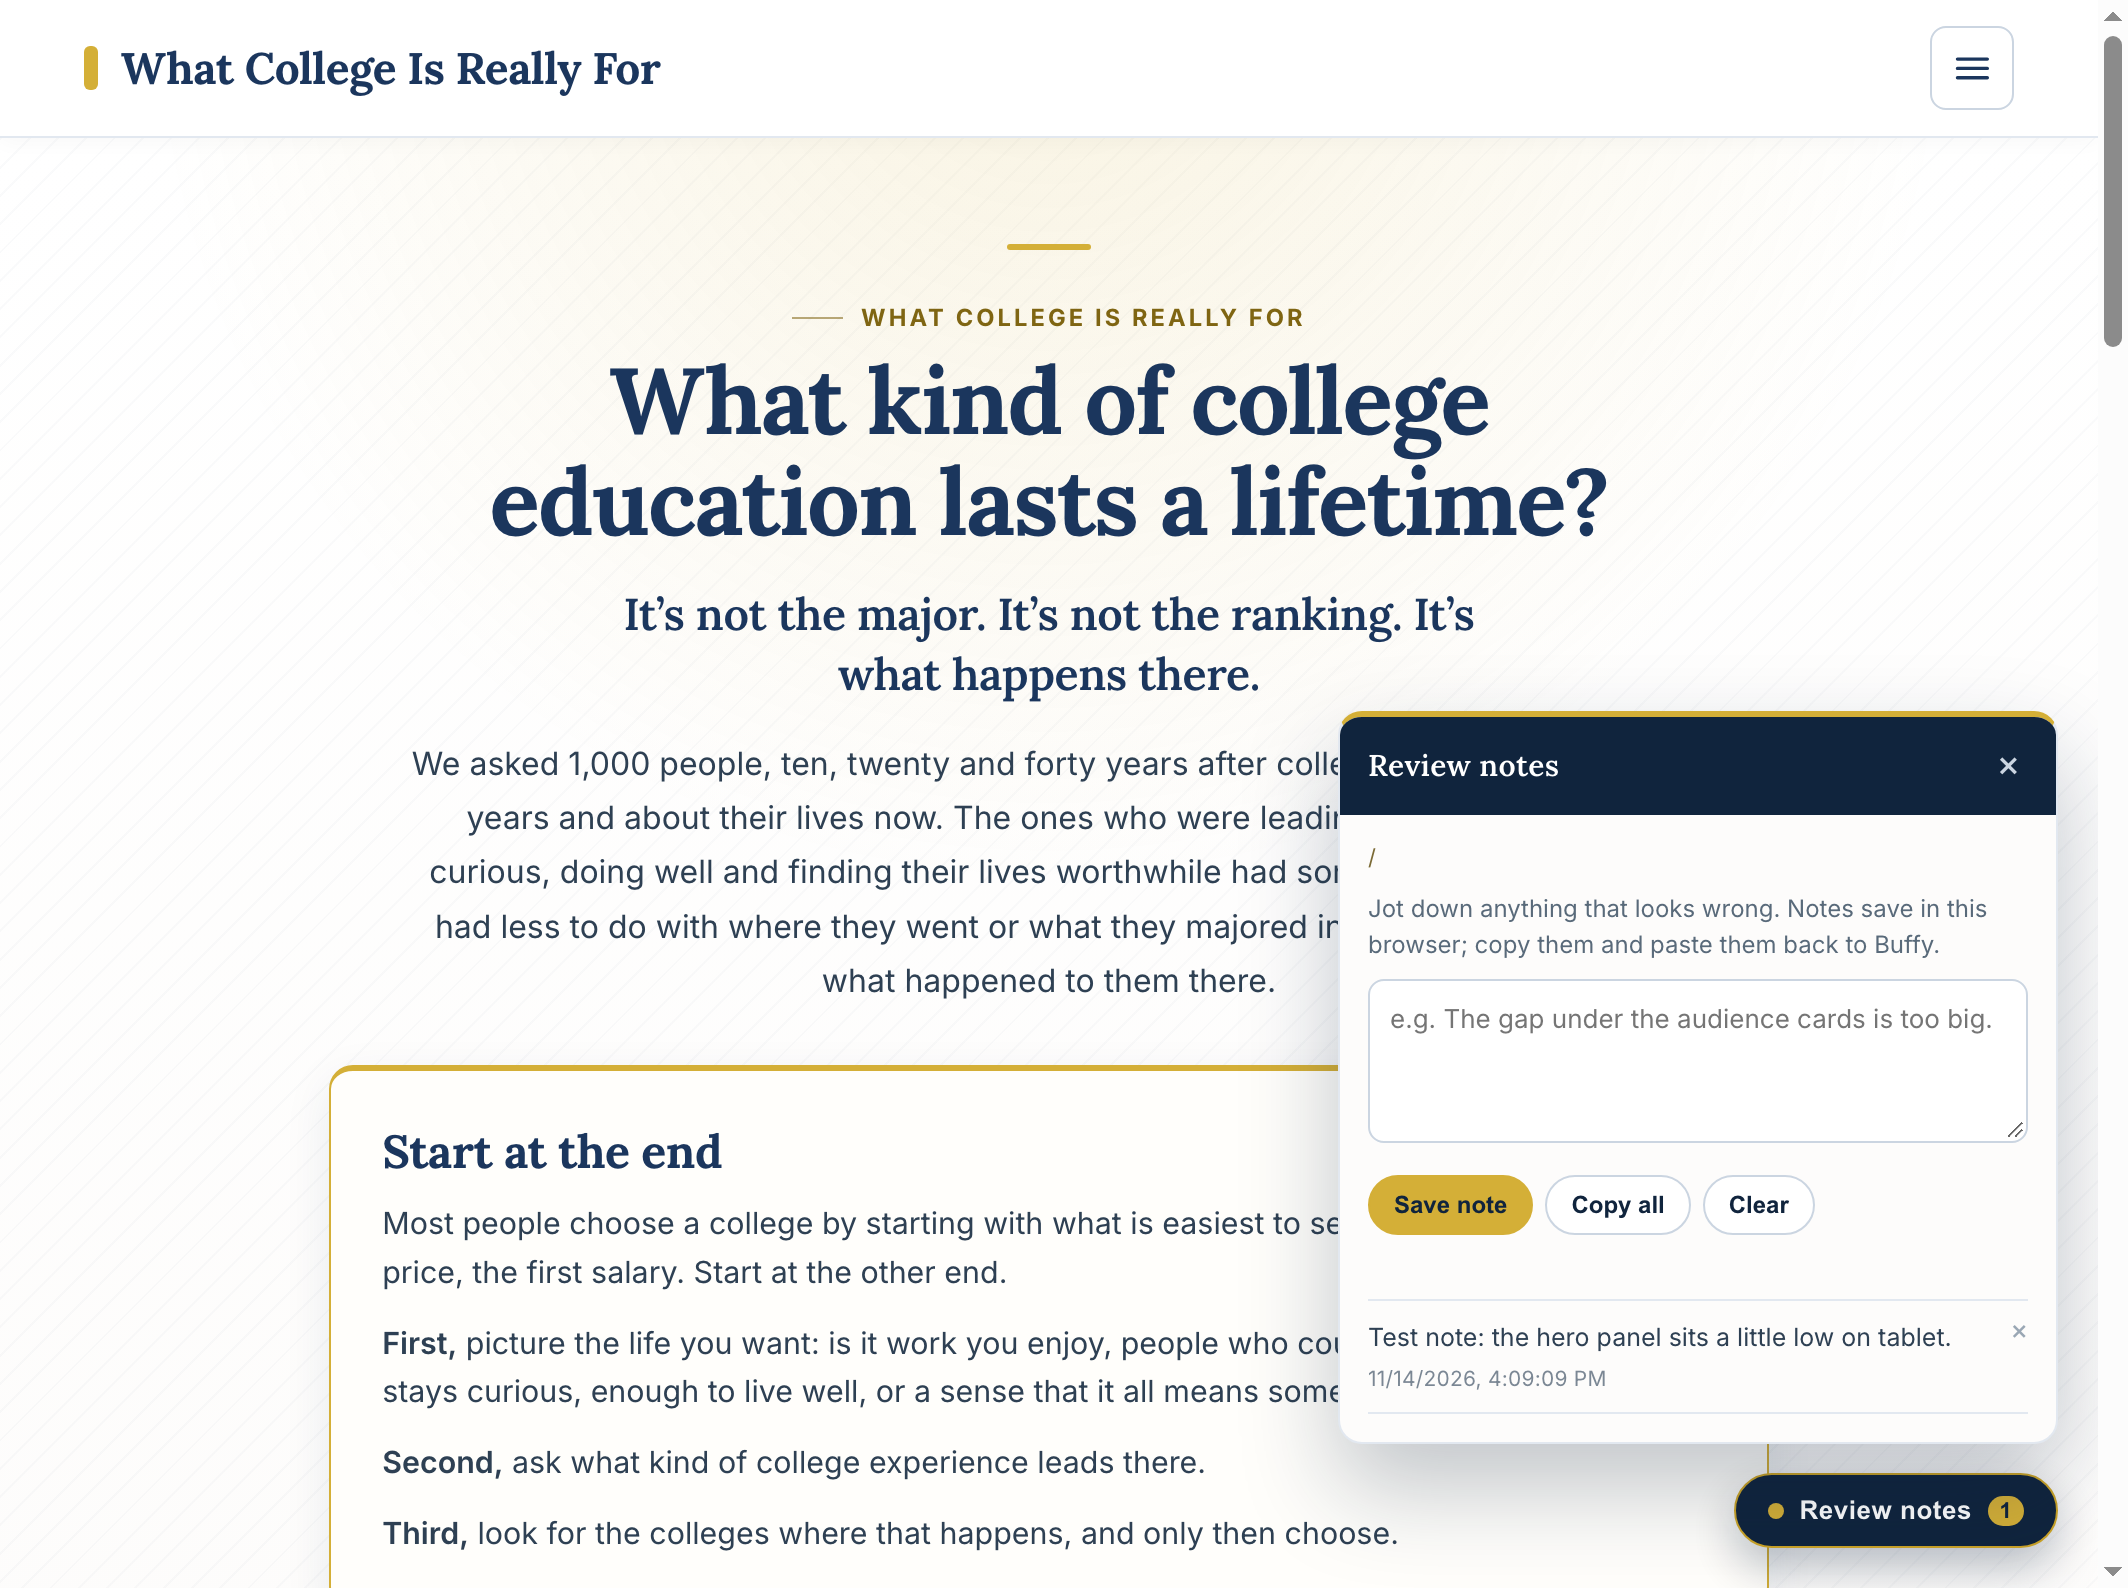 What College Is Really For
WHAT COLLEGE IS REALLY FOR
What kind of college
education lasts a lifetime?
It’s not the major. It’s not the ranking. It’s
what happens there.
We asked 1,000 people, ten, twenty and forty years after
years and about their lives now. The ones who were
curious, doing well and finding their lives worthwhile had
had less to do with where they went or what they majored
what happened to them there.
Start at the end
Most people choose a college by starting with what is easiest to
price, the first salary. Start at the other end.
First, picture the life you want: is it work you enjoy, people who
stays curious, enough to live well, or a sense that it all means
Second, ask what kind of college experience leads there.
Third, look for the colleges where that happens, and only then choose.
Review notes
/
Jot down anything that looks wrong. Notes save in this
browser; copy them and paste them back to Buffy.
e.g. The gap under the audience cards is too big.
Save note Copy all Clear
Test note: the hero panel sits a little low on tablet.
11/14/2026, 4:09:09 PM
Review notes 1